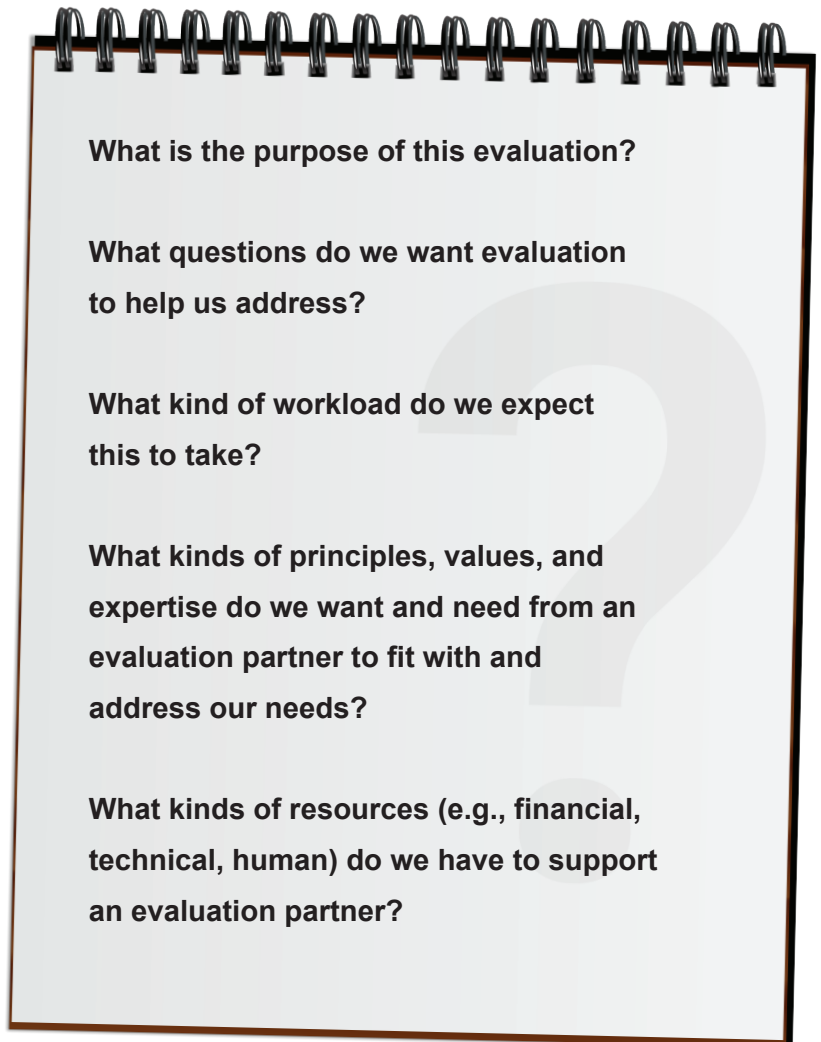 What is the purpose of this evaluation?
What questions do we want evaluation
to help us address?
What kind of workload do we expect
this to take?
What kinds of principles, values, and
expertise do we want and need from an
evaluation partner to fit with and
address our needs?
What kinds of resources (e.g., financial,
technical, human) do we have to support
an evaluation partner?